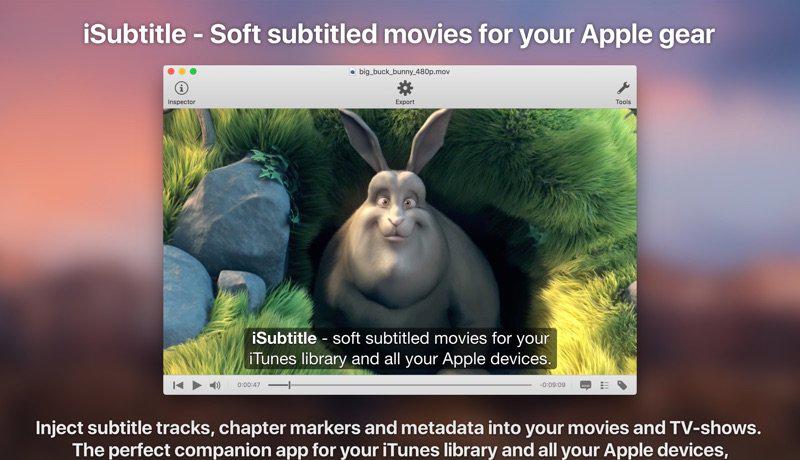 iSubtitle - Soft subtitled movies for your Apple gear
big_buck_bunny_480p.mov
Inspector
Export
Tools
iSubtitle - soft subtitled movies for your
iTunes library and all your Apple devices.
0:00:47
-0:09:09
Inject subtitle tracks, chapter markers and metadata into your movies and TV-shows.
The perfect companion app for your iTunes library and all your Apple devices,